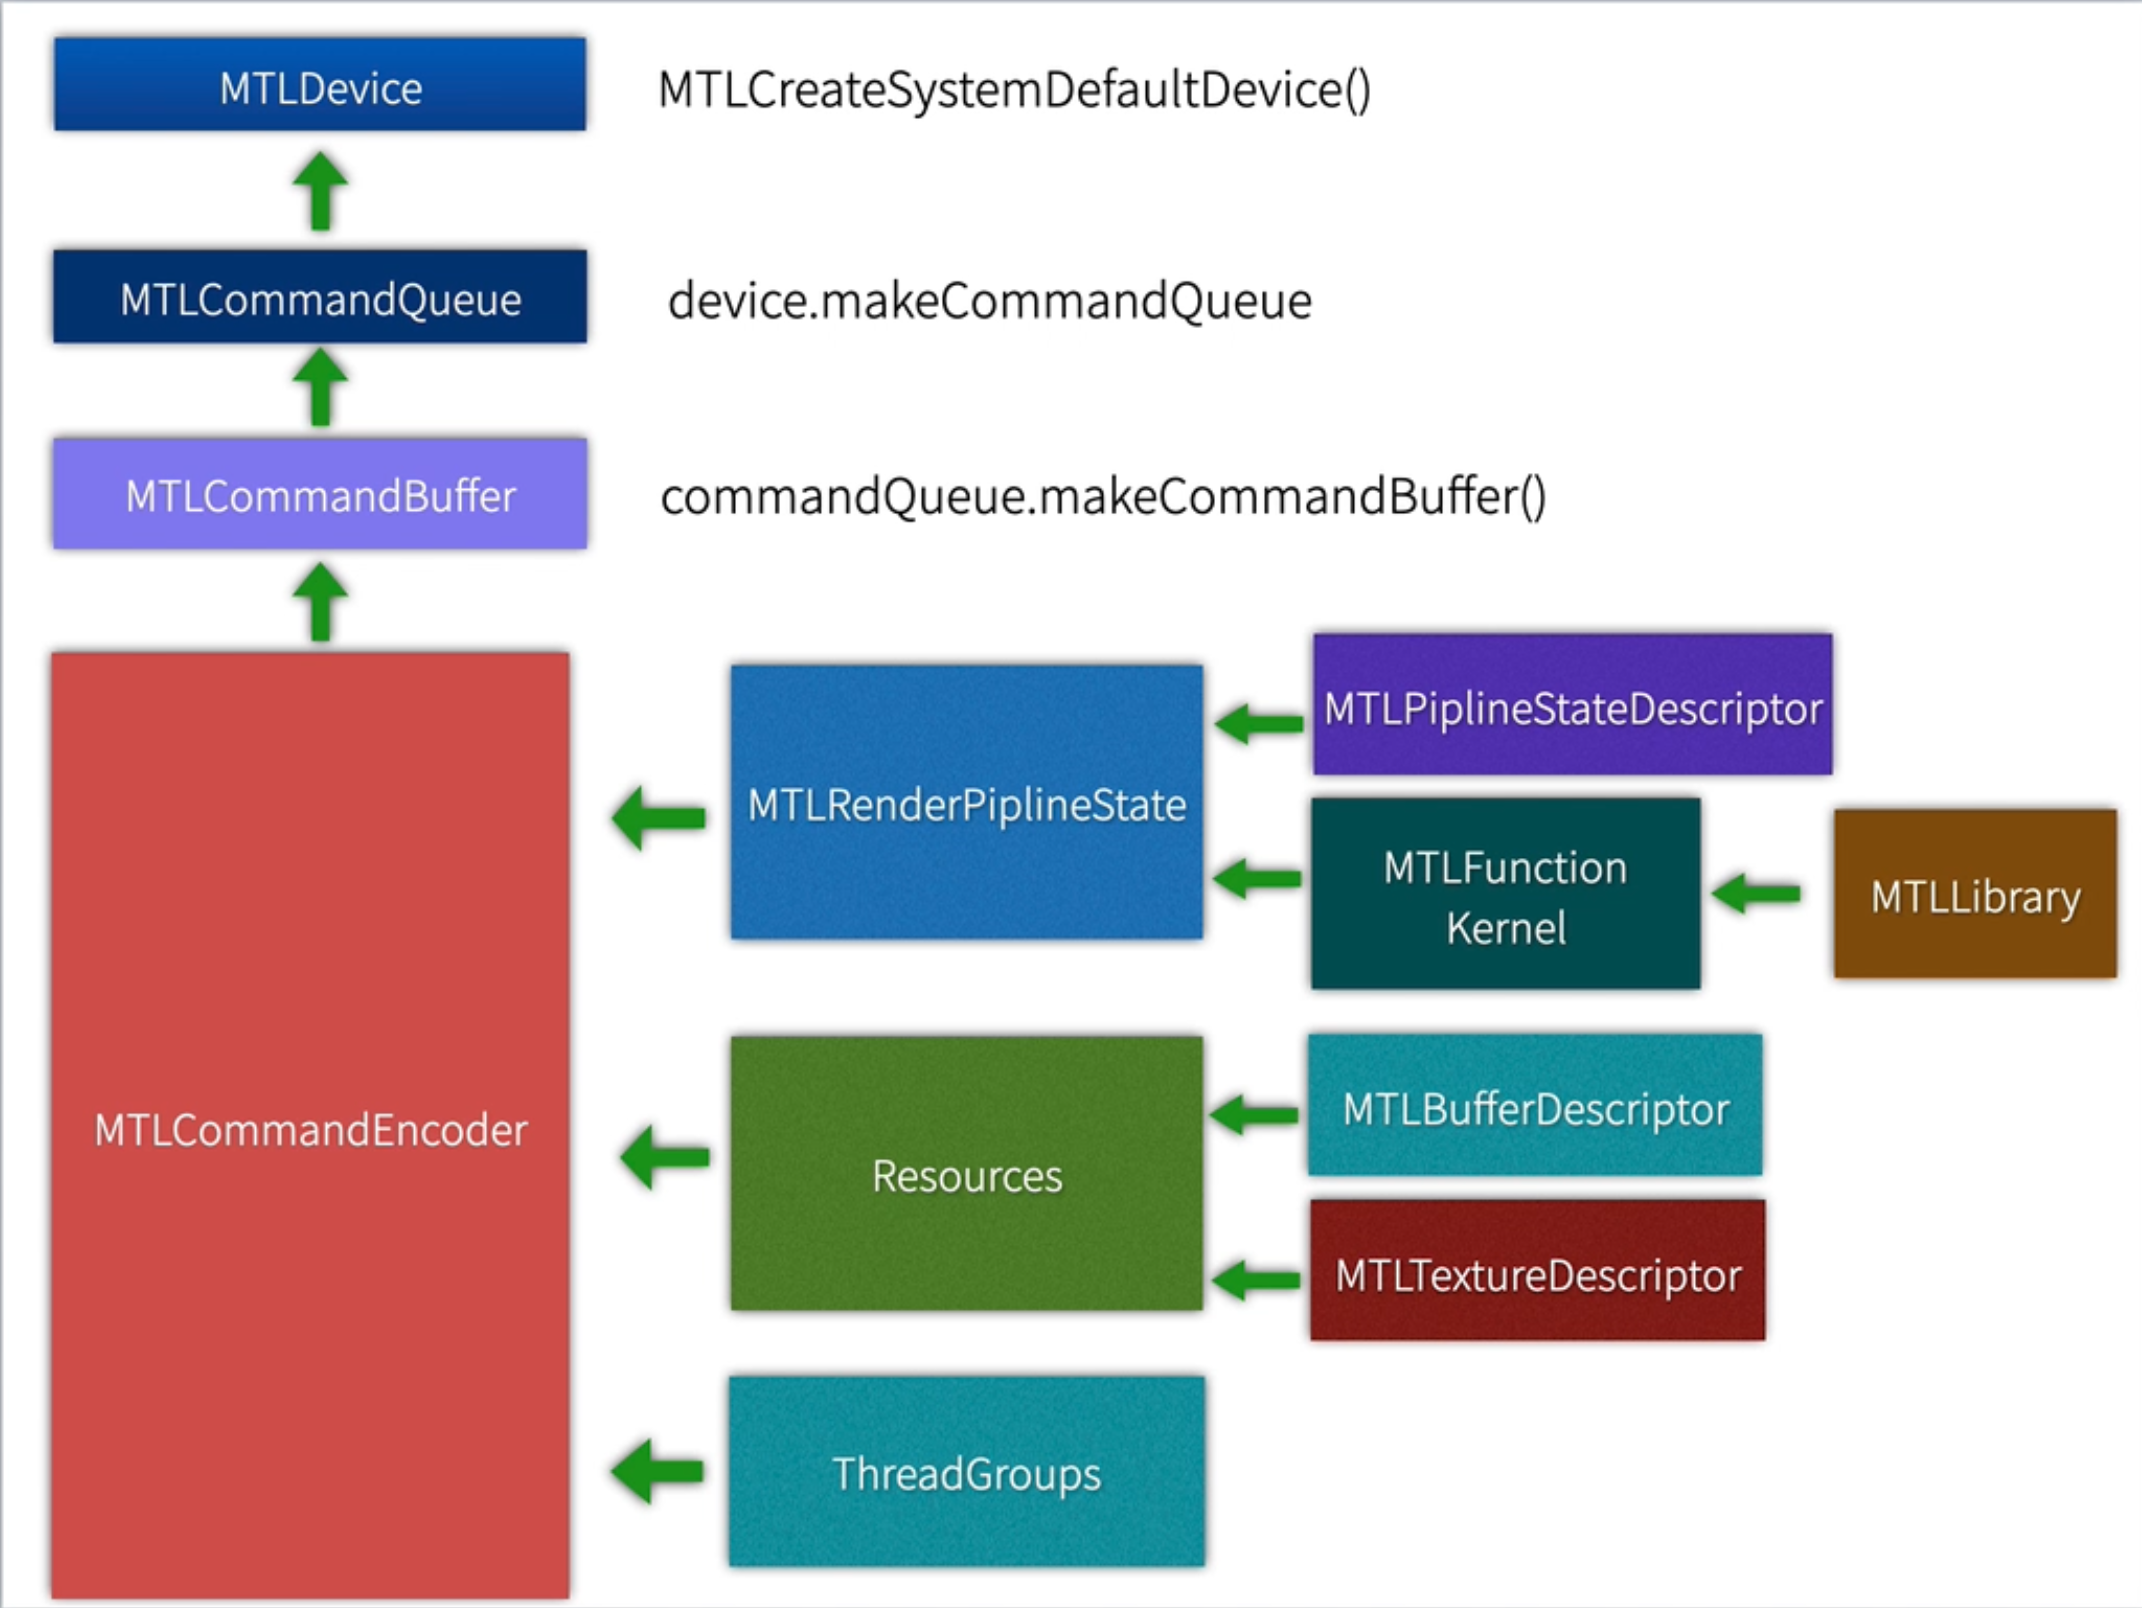 MTLDevice
MTLCreateSystemDefaultDevice()
MTLCommandQueue
device.makeCommandQueue
MTLCommandBuffer
commandQueue.makeCommandBuffer()
MTLCommandEncoder
MTLRenderPiplineState
MTLPiplineStateDescriptor
MTLFunction
Kernel
MTLLibrary
Resources
MTLBufferDescriptor
MTLTextureDescriptor
ThreadGroups